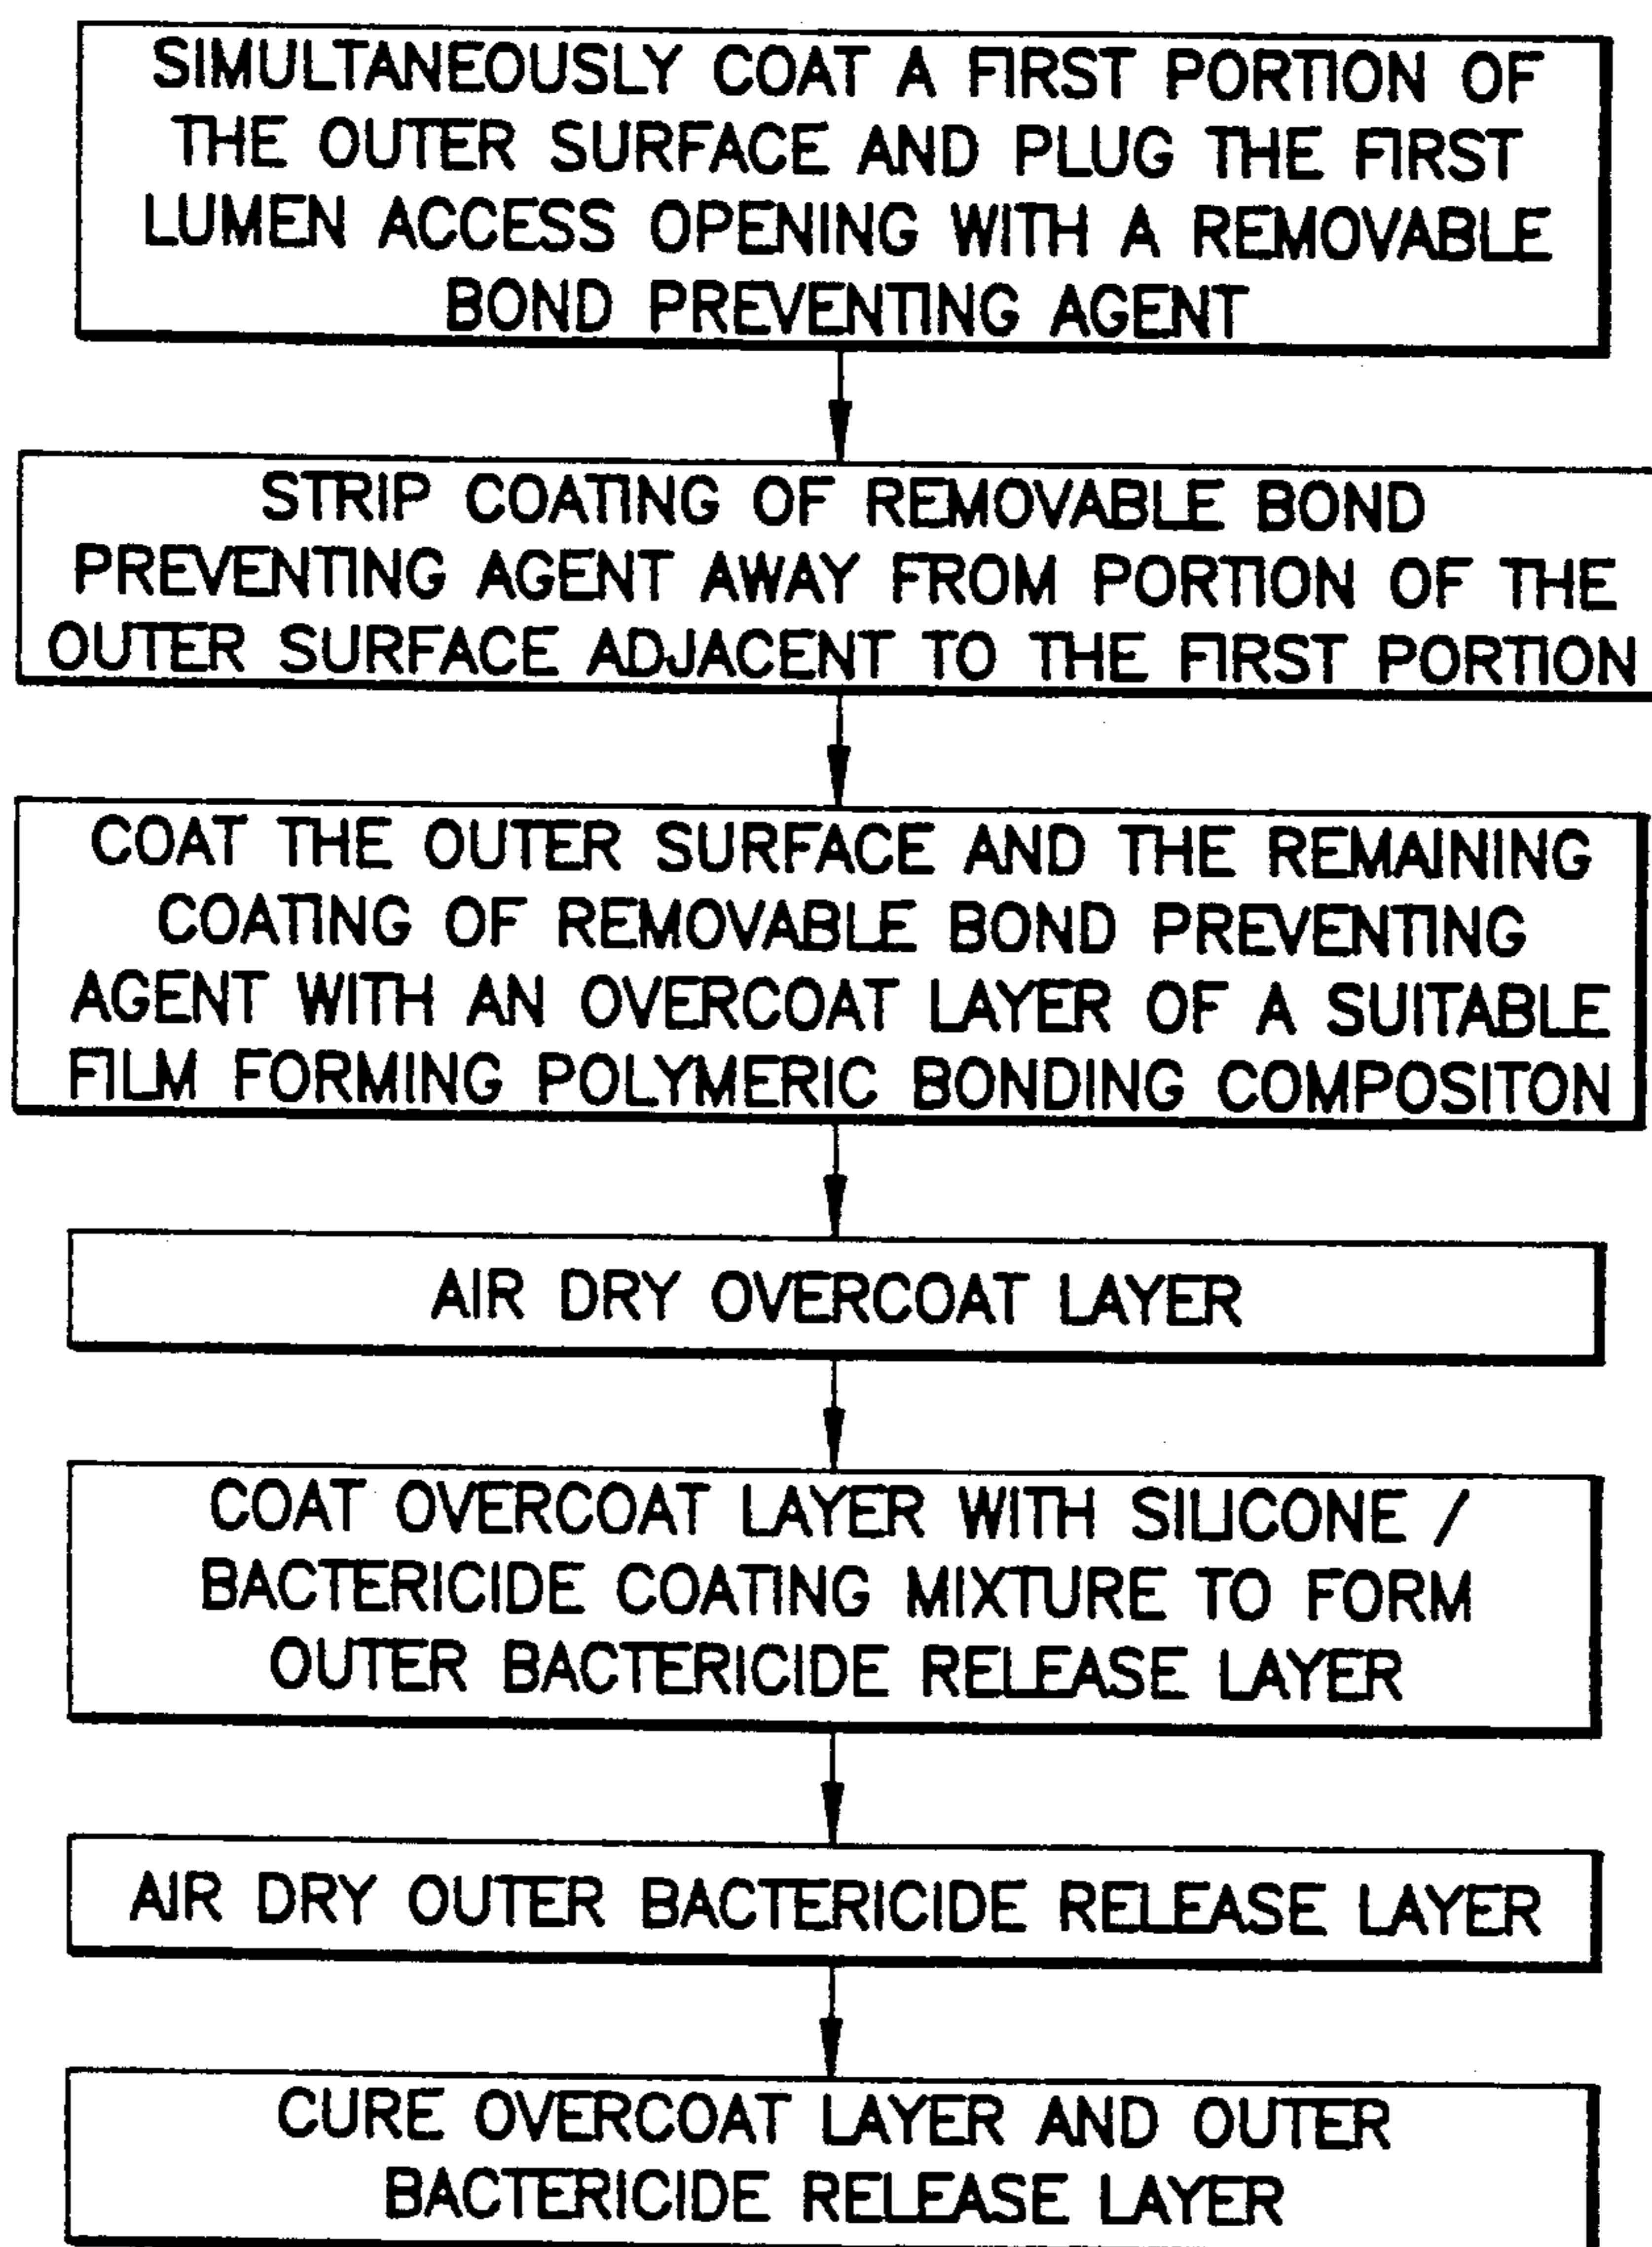 SIMULTANEOUSLY COAT A FIRST PORTION OF
THE OUTER SURFACE AND PLUG THE FIRST
LUMEN ACCESS OPENING WITH A REMOVABLE
BOND PREVENTING AGENT
STRIP COATING OF REMOVABLE BOND
PREVENTING AGENT AWAY FROM PORTION OF THE
OUTER SURFACE ADJACENT TO THE FIRST PORTION
COAT THE OUTER SURFACE AND THE REMAINING
COATING OF REMOVABLE BOND PREVENTING
AGENT WITH AN OVERCOAT LAYER OF A SUITABLE
FILM FORMING POLYMERIC BONDING COMPOSITON
AIR DRY OVERCOAT LAYER
COAT OVERCOAT LAYER WITH SILICONE /
BACTERICIDE COATING MIXTURE TO FORM
OUTER BACTERICIDE RELEASE LAYER
AIR DRY OUTER BACTERICIDE RELEASE LAYER
CURE OVERCOAT LAYER AND OUTER
BACTERICIDE RELEASE LAYER